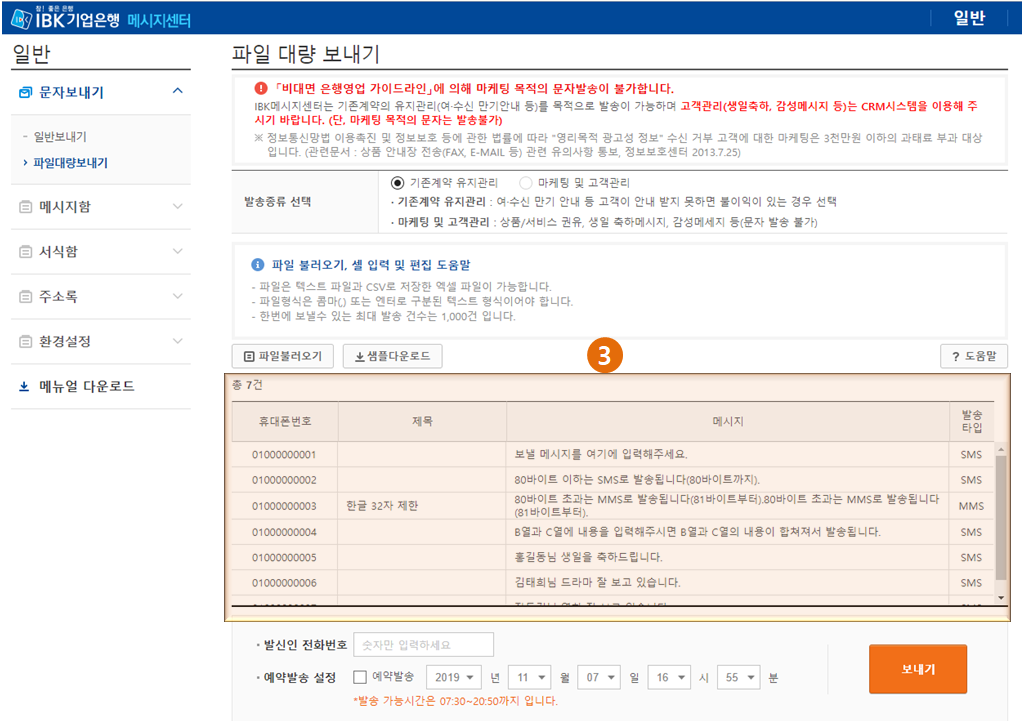 참! 좋은 은행
IBK기업은행 메시지센터
일반
일반
문자보내기
- 일반보내기
› 파일대량보내기
메시지함
서식함
주소록
환경설정
메뉴얼 다운로드
파일 대량 보내기
「비대면 은행영업 가이드라인」에 의해 마케팅 목적의 문자발송이 불가합니다.
IBK메시지센터는 기존계약의 유지관리(여·수신 만기안내 등)를 목적으로 발송이 가능하며 고객관리(생일축하, 감성메시지 등)는 CRM시스템을 이용해 주
시기 바랍니다. (단, 마케팅 목적의 문자는 발송불가)
※ 정보통신망법 이용촉진 및 정보보호 등에 관한 법률에 따라 "영리목적 광고성 정보" 수신 거부 고객에 대한 마케팅은 3천만원 이하의 과태료 부과 대상
입니다. (관련문서 : 상품 안내장 전송(FAX, E-MAIL 등) 관련 유의사항 통보, 정보보호센터 2013.7.25)
발송종류 선택
기존계약 유지관리 마케팅 및 고객관리
· 기존계약 유지관리 : 여·수신 만기 안내 등 고객이 안내 받지 못하면 불이익이 있는 경우 선택
· 마케팅 및 고객관리 : 상품/서비스 권유, 생일 축하메시지, 감성메세지 등(문자 발송 불가)
파일 불러오기, 셀 입력 및 편집 도움말
- 파일은 텍스트 파일과 CSV로 저장한 엑셀 파일이 가능합니다.
- 파일형식은 콤마(,) 또는 엔터로 구분된 텍스트 형식이어야 합니다.
- 한번에 보낼수 있는 최대 발송 건수는 1,000건 입니다.
파일불러오기 샘플다운로드 3 ? 도움말
총 7건
휴대폰번호 제목 메시지 발송
타입
01000000001 보낼 메시지를 여기에 입력해주세요. SMS
01000000002 80바이트 이하는 SMS로 발송됩니다(80바이트까지). SMS
01000000003 한글 32자 제한 80바이트 초과는 MMS로 발송됩니다(81바이트부터).80바이트 초과는 MMS로 발송됩니다
(81바이트부터). MMS
01000000004 B열과 C열에 내용을 입력해주시면 B열과 C열의 내용이 합쳐져서 발송됩니다. SMS
01000000005 홍길동님 생일을 축하드립니다. SMS
01000000006 김태희님 드라마 잘 보고 있습니다. SMS
· 발신인 전화번호 숫자만 입력하세요
· 예약발송 설정 예약발송 2019 년 11 월 07 일 16 시 55 분
*발송 가능시간은 07:30~20:50까지 입니다.
보내기